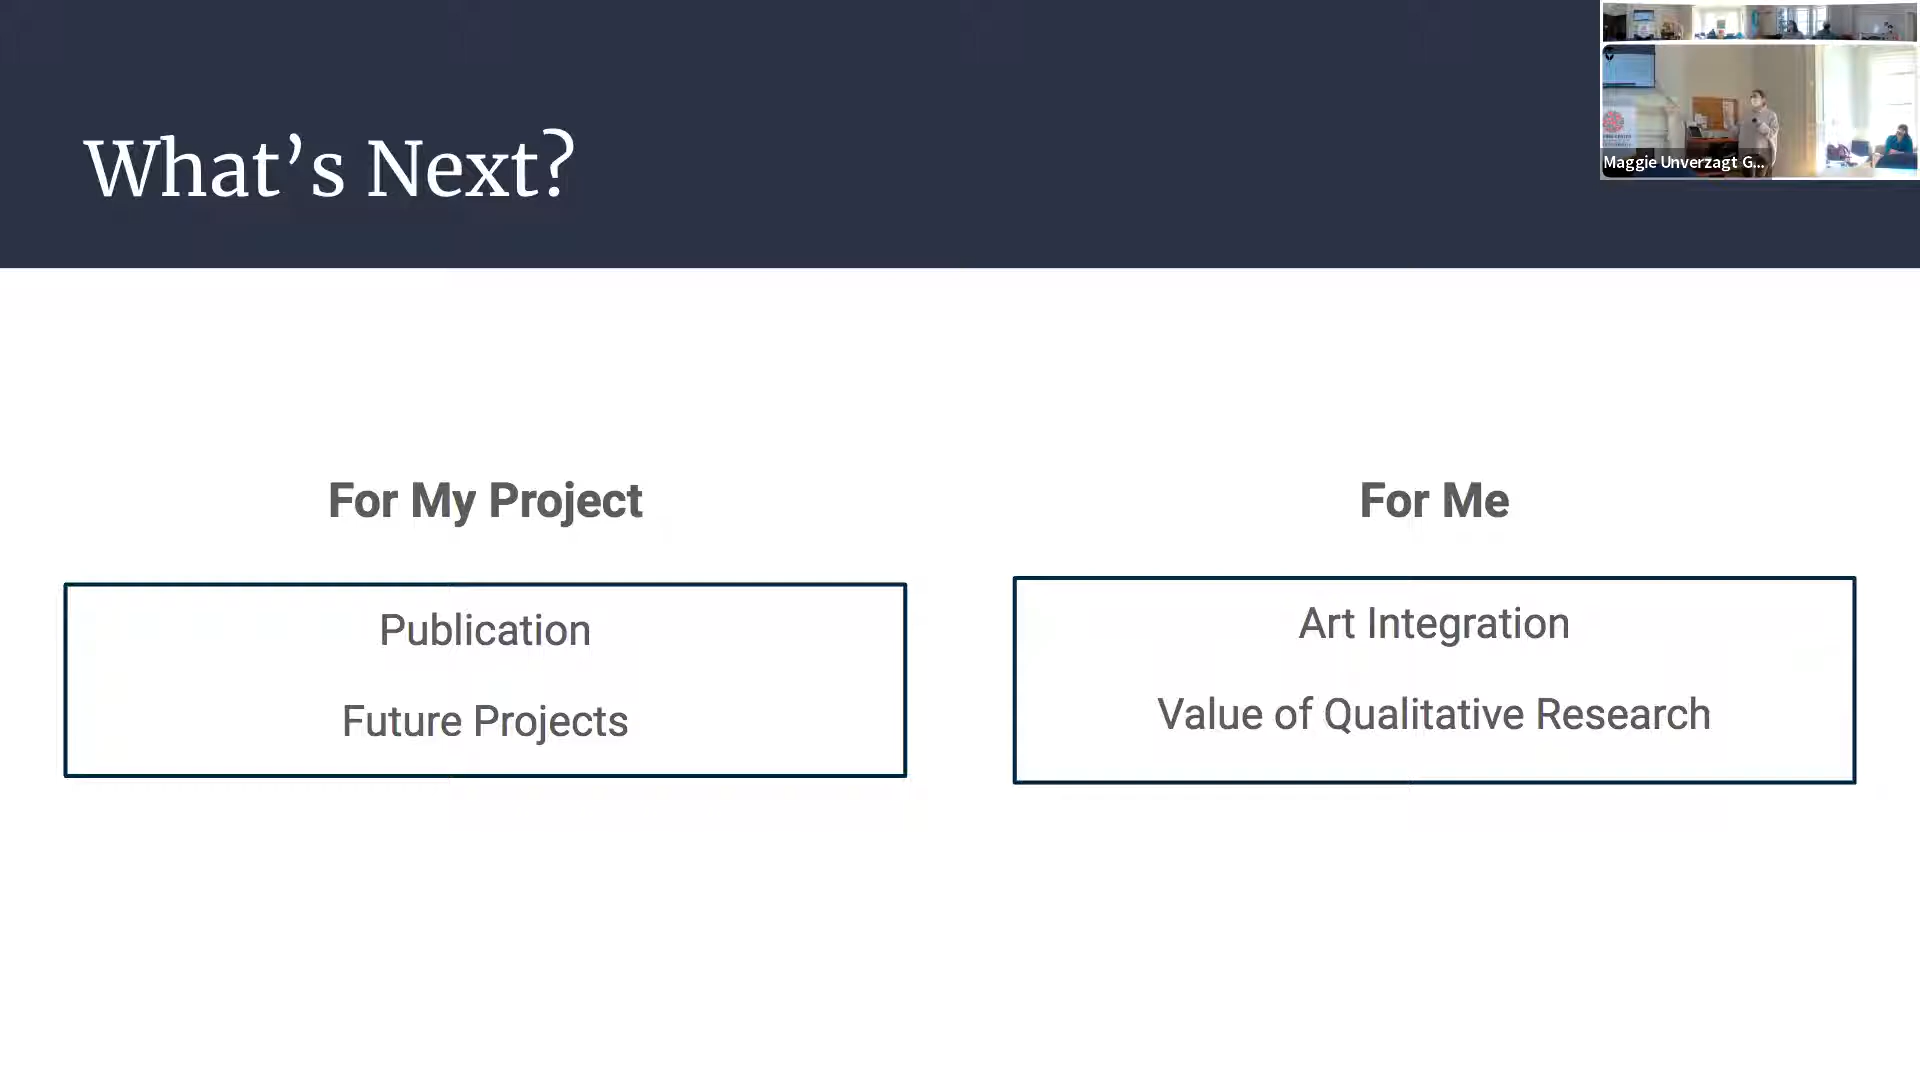 What's Next?
Maggie Unverzagt G...
For My Project
Publication
Future Projects
For Me
Art Integration
Value of Qualitative Research